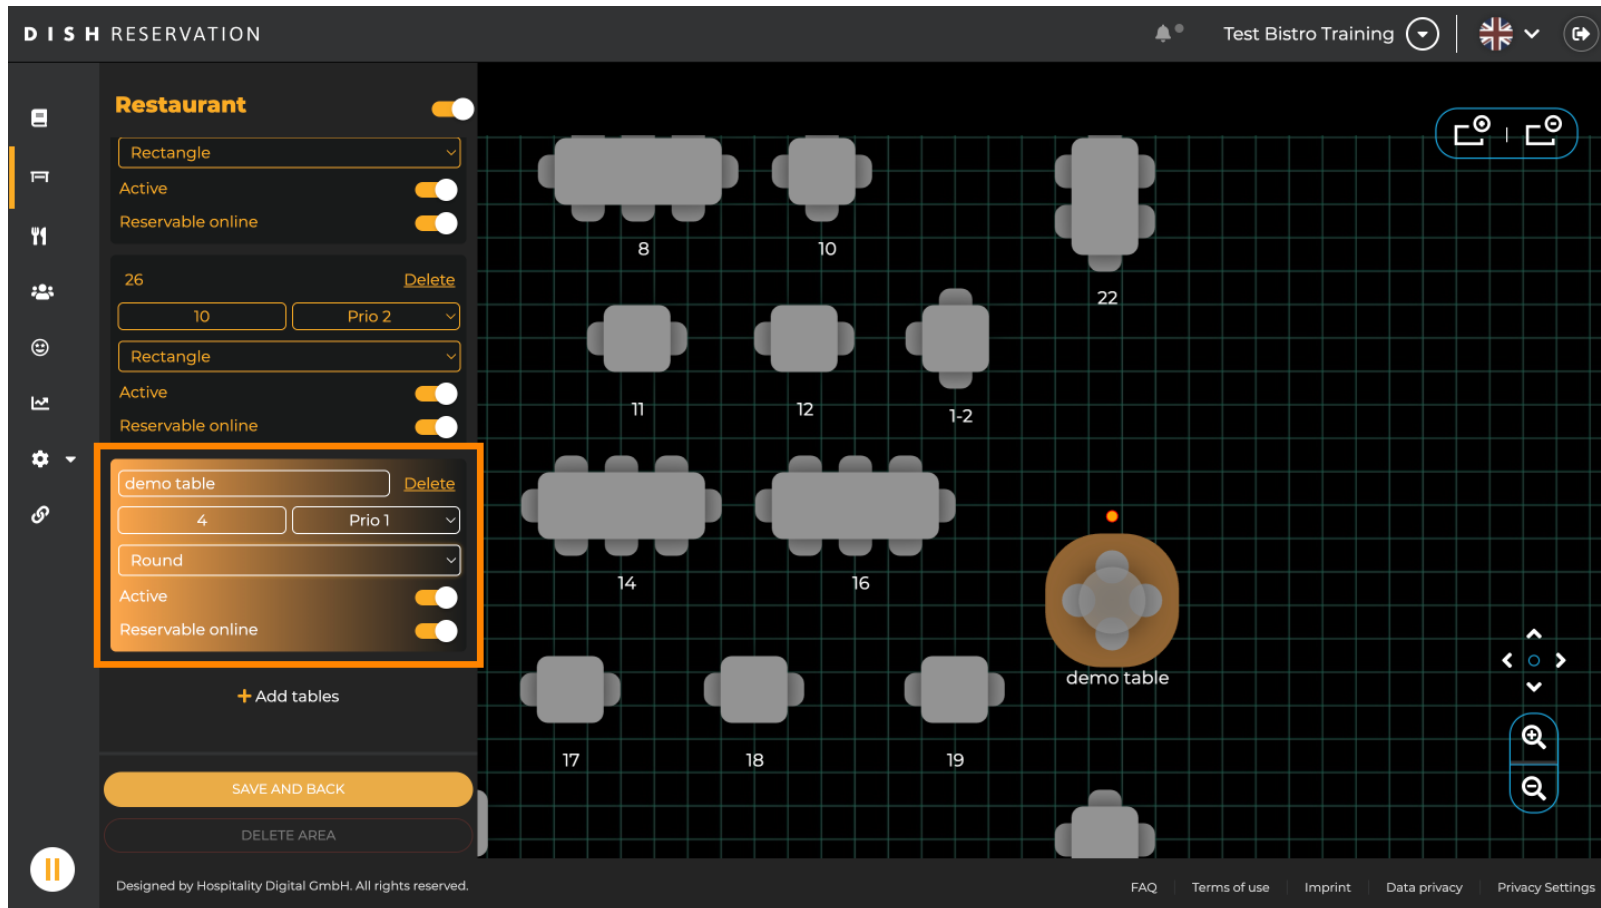 DISH RESERVATION
Test Bistro Training
Restaurant
Rectangle
Active
Reservable online
26
Delete
10
Prio 2
Rectangle
Active
Reservable online
demo table
Delete
4
Prio 1
Round
Active
Reservable online
+ Add tables
SAVE AND BACK
DELETE AREA
8
10
22
11
12
1-2
14
16
demo table
17
18
19
Designed by Hospitality Digital GmbH. All rights reserved.
FAQ
Terms of use
Imprint
Data privacy
Privacy Settings